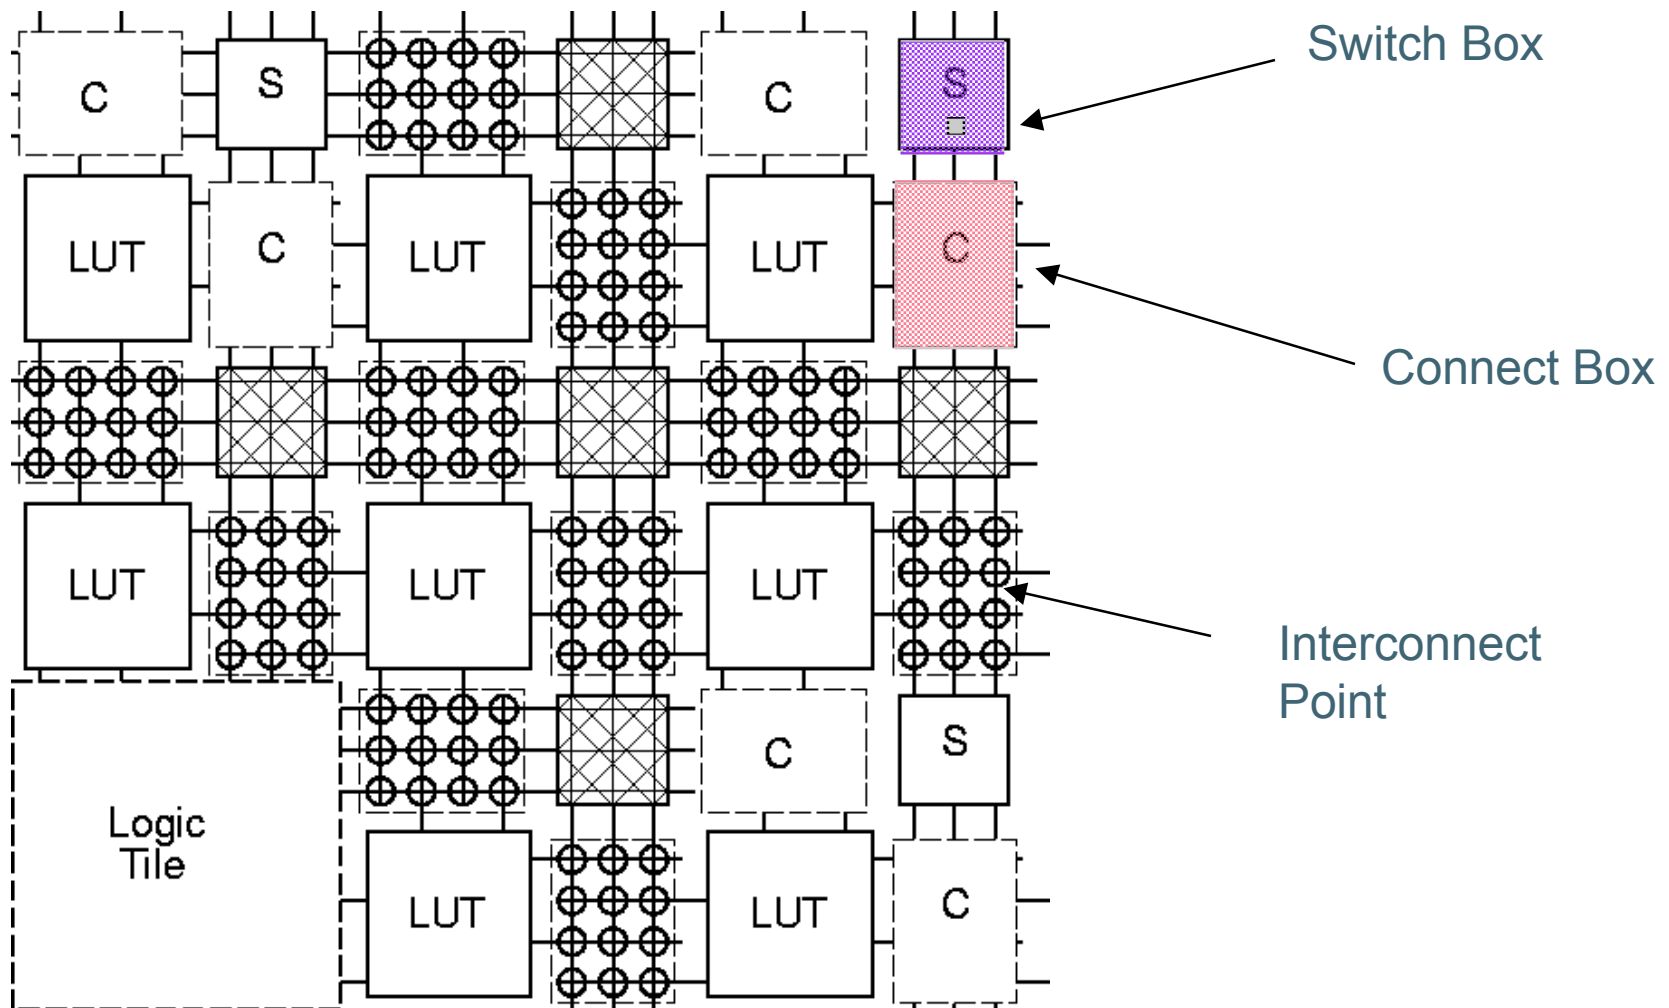 Switch Box
C
S
C
S
LUT
C
LUT
LUT
C
Connect Box
LUT
LUT
LUT
Interconnect
Point
C
S
Logic
Tile
LUT
LUT
C